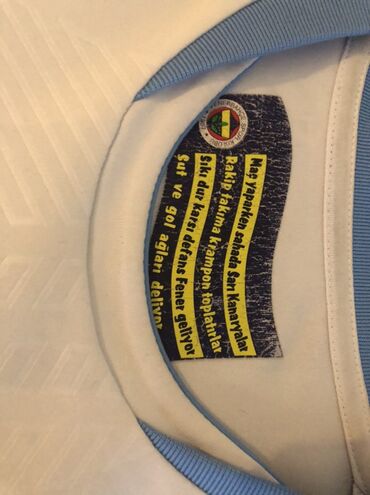 Maç yaparken sahada Sarı Kanaryalar
Rakip takıma krampon toplatırlar
Sıkı dur karşı defans Fener geliyor
Şut ve gol ağları deliyor